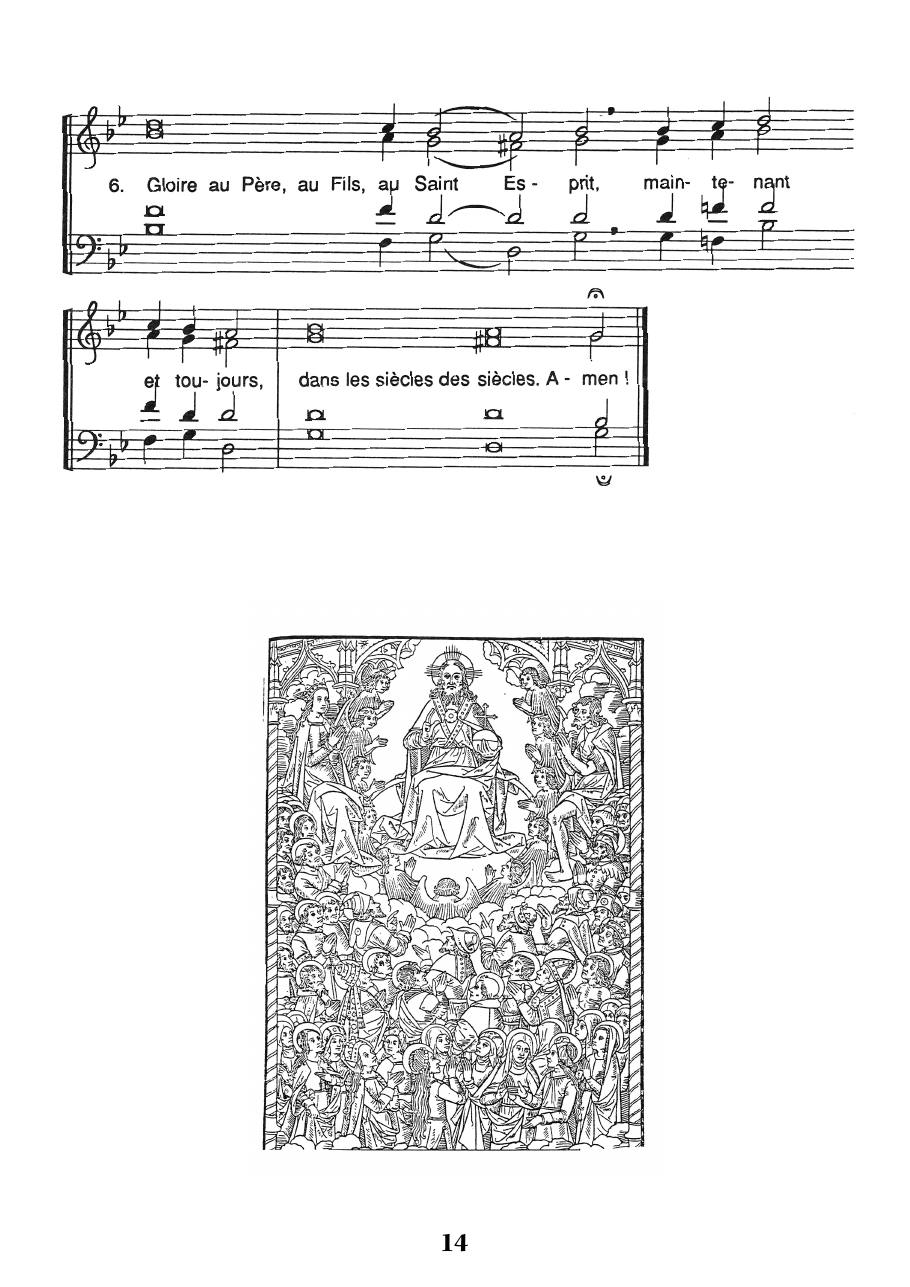 6. Gloire au Père, au Fils, au Saint Es - prit, main- te- nant
et tou- jours, dans les siècles des siècles. A - men !
14